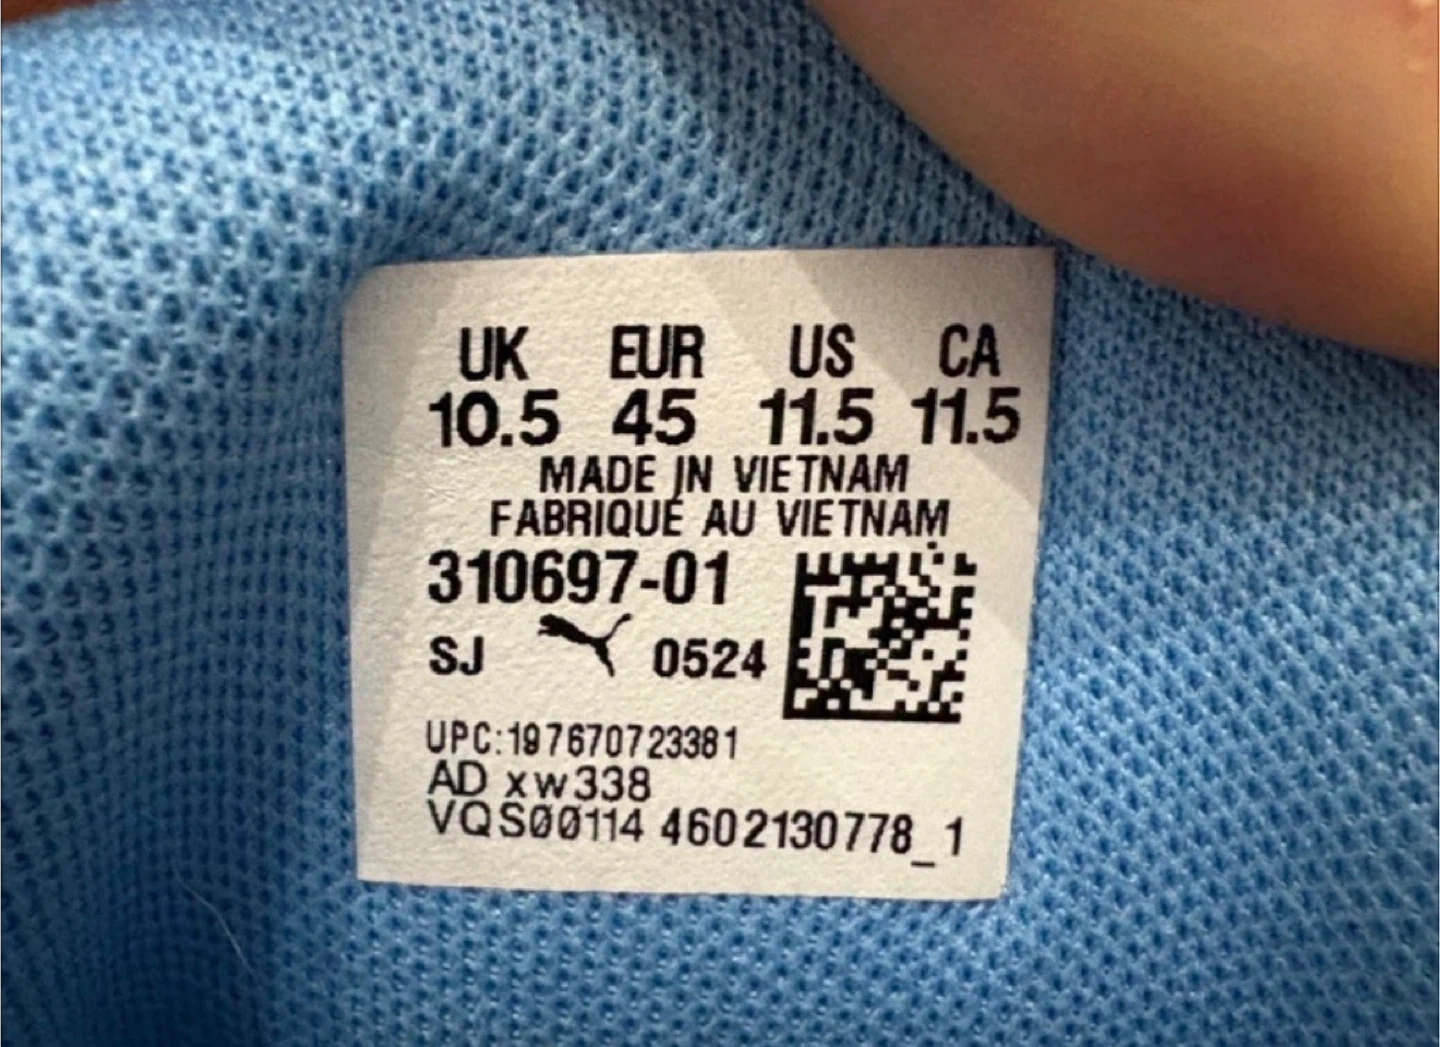 UK EUR US CA
10.5 45 11.5 11.5
MADE IN VIETNAM
FABRIQUÉ AU VIETNAM
310697-01
SJ 0524
UPC:197670723381
AD xw338
VQS00114 4602130778_1